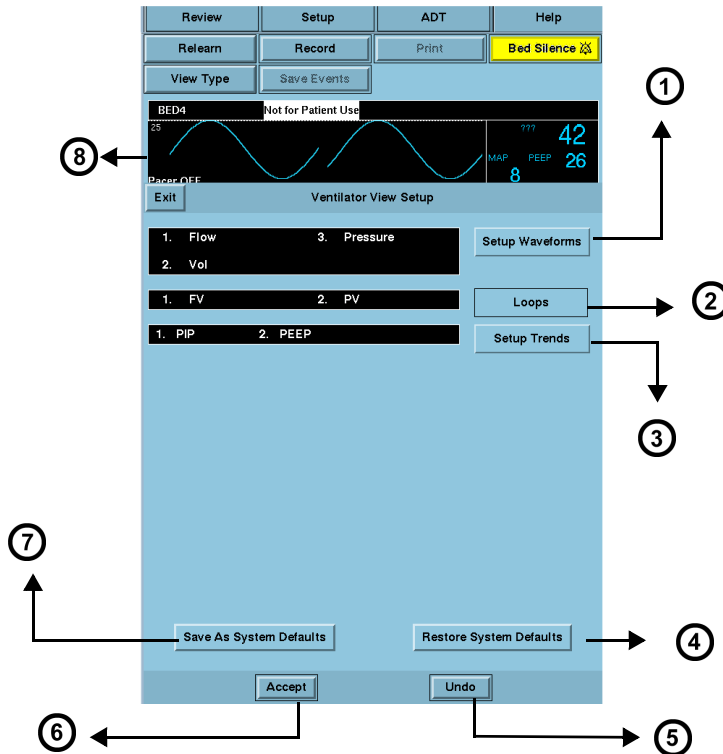 Review Setup ADT Help
Relearn Record Print Bed Silence
View Type Save Events
1
BED4 Not for Patient Use
25 ??? 42
8 MAP PEEP 26
8
Pacer OFF
Exit Ventilator View Setup
1. Flow 3. Pressure Setup Waveforms
2. Vol
1. FV 2. PV Loops 2
1. PIP 2. PEEP Setup Trends
3
7
Save As System Defaults Restore System Defaults 4
Accept Undo
6 5